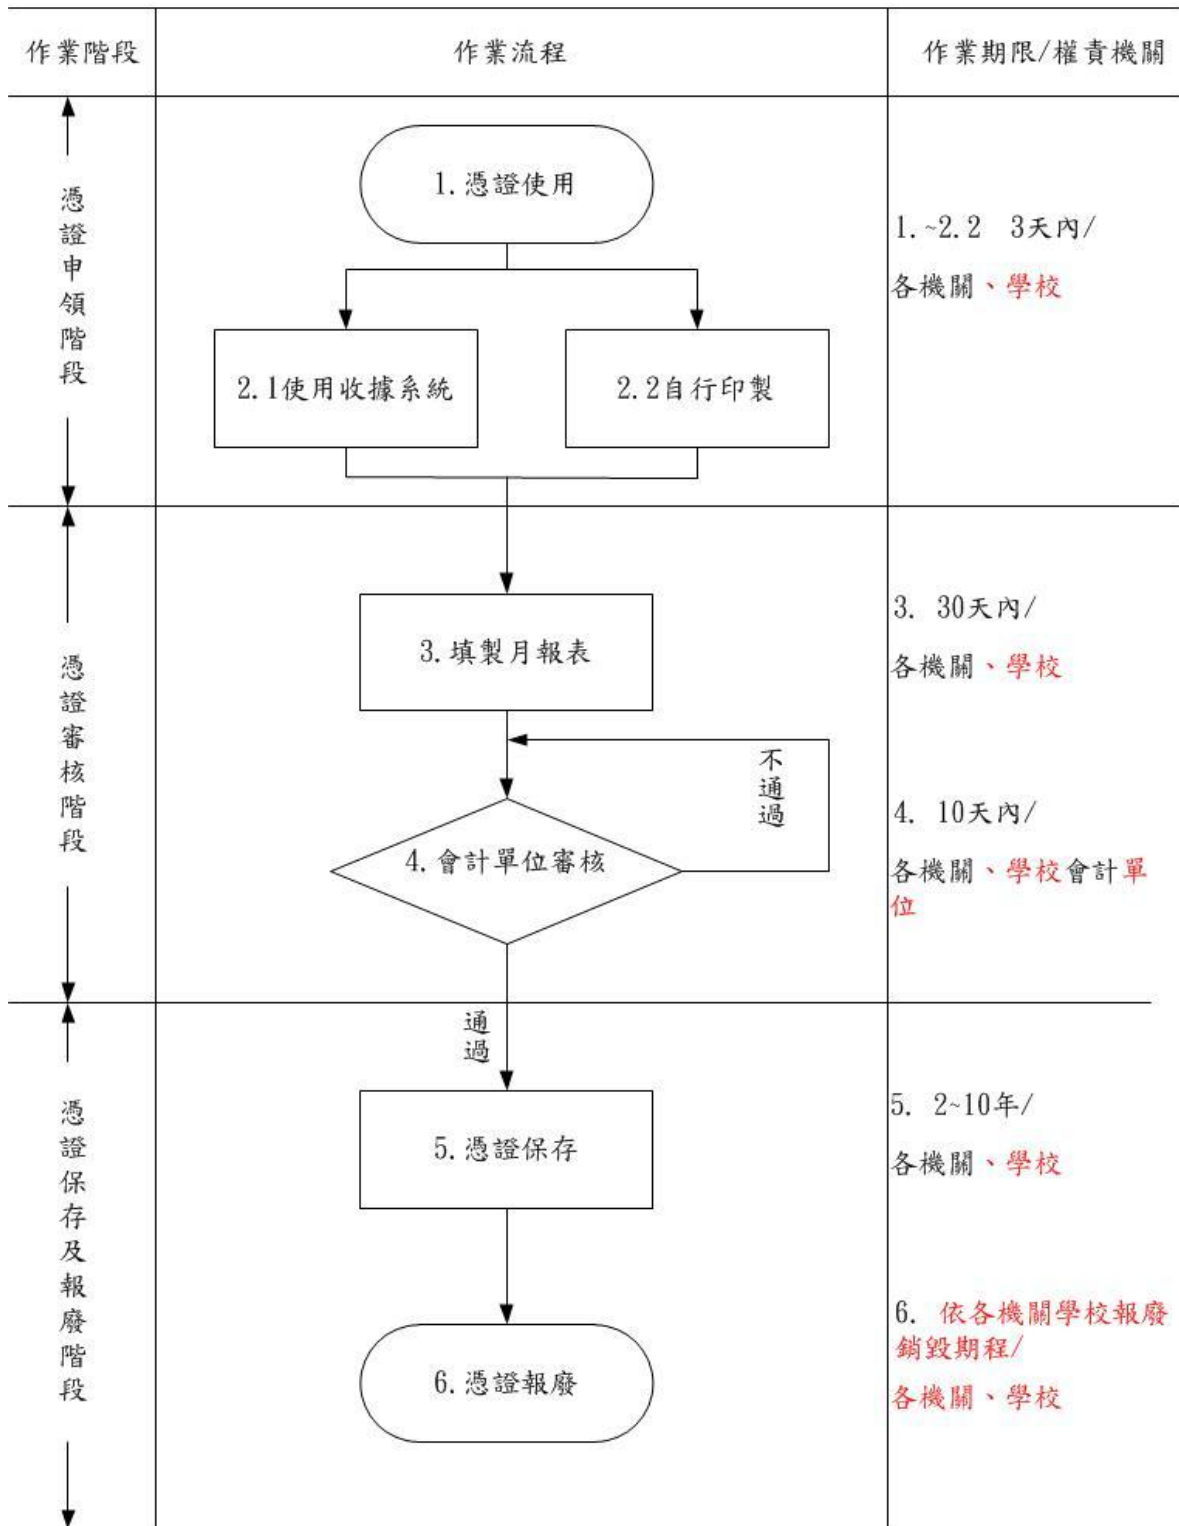 作業階段
作業流程
作業期限/權責機關
憑證申領階段
1.憑證使用
2.1使用收據系統
2.2自行印製
1.~2.2 3天內/
各機關、學校
憑證審核階段
3.填製月報表
不通過
4.會計單位審核
3. 30天內/
各機關、學校
4. 10天內/
各機關、學校會計單
位
憑證保存及報廢階段
通過
5.憑證保存
6.憑證報廢
5. 2~10年/
各機關、學校
6. 依各機關學校報廢
銷毀期程/
各機關、學校